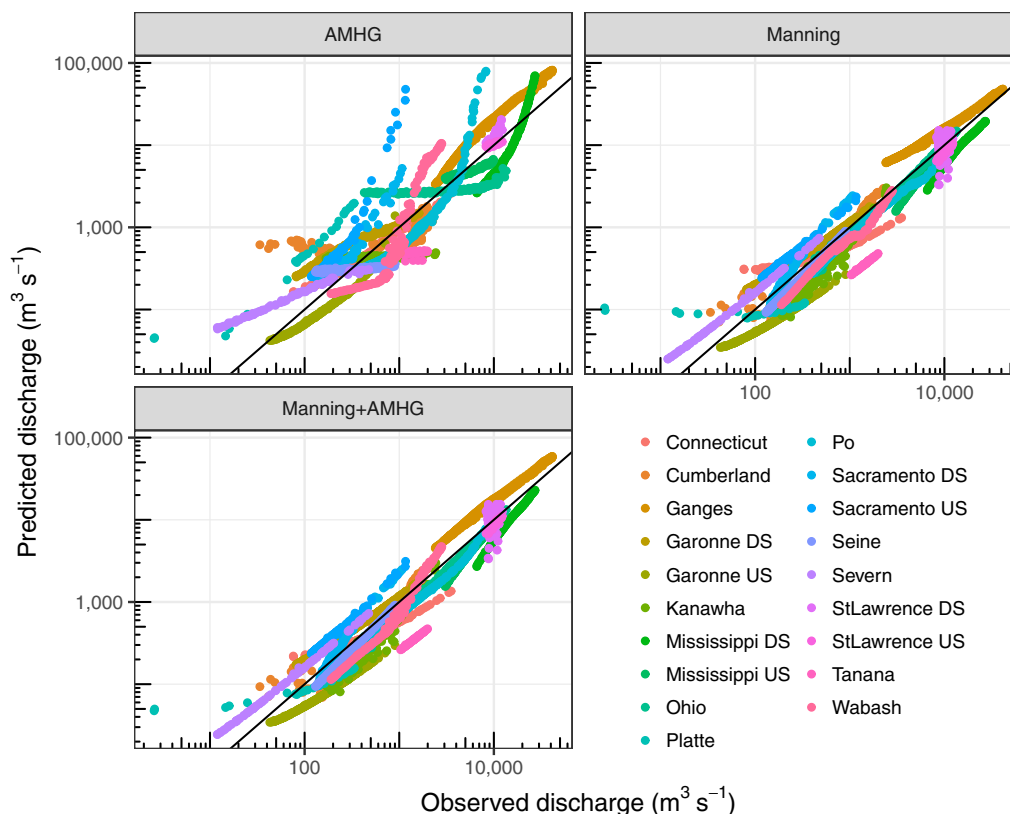 AMHG
Manning
100,000
1,000
Manning+AMHG
100
10,000
100,000
1,000
100
10,000
Predicted discharge (m³ s⁻¹)
Observed discharge (m³ s⁻¹)
Connecticut
Cumberland
Ganges
Garonne DS
Garonne US
Kanawha
Mississippi DS
Mississippi US
Ohio
Platte
Po
Sacramento DS
Sacramento US
Seine
Severn
StLawrence DS
StLawrence US
Tanana
Wabash